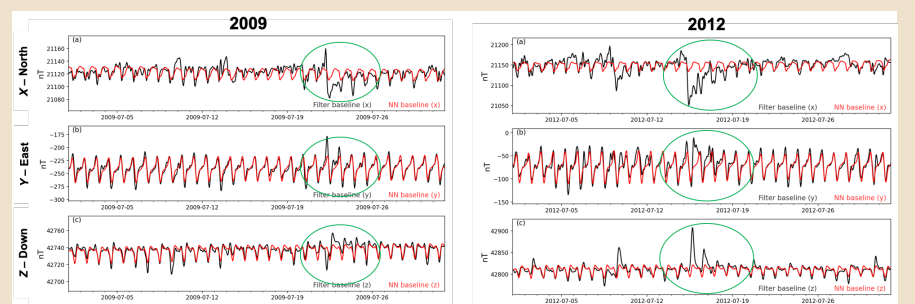 2009
2012
X – North
Y – East
Z – Down
(a)
nT
21160
21140
21120
21100
21080
Filter baseline (x) NN baseline (x)
2009-07-05 2009-07-12 2009-07-19 2009-07-26
(b)
nT
−175
−200
−225
−250
−275
−300
Filter baseline (y) NN baseline (y)
2009-07-05 2009-07-12 2009-07-19 2009-07-26
(c)
nT
42760
42740
42720
42700
Filter baseline (z) NN baseline (z)
2009-07-05 2009-07-12 2009-07-19 2009-07-26
(a)
nT
21200
21150
21100
21050
Filter baseline (x) NN baseline (x)
2012-07-05 2012-07-12 2012-07-19 2012-07-26
(b)
nT
0
−50
−100
−150
Filter baseline (y) NN baseline (y)
2012-07-05 2012-07-12 2012-07-19 2012-07-26
(c)
nT
42900
42850
42800
Filter baseline (z) NN baseline (z)
2012-07-05 2012-07-12 2012-07-19 2012-07-26